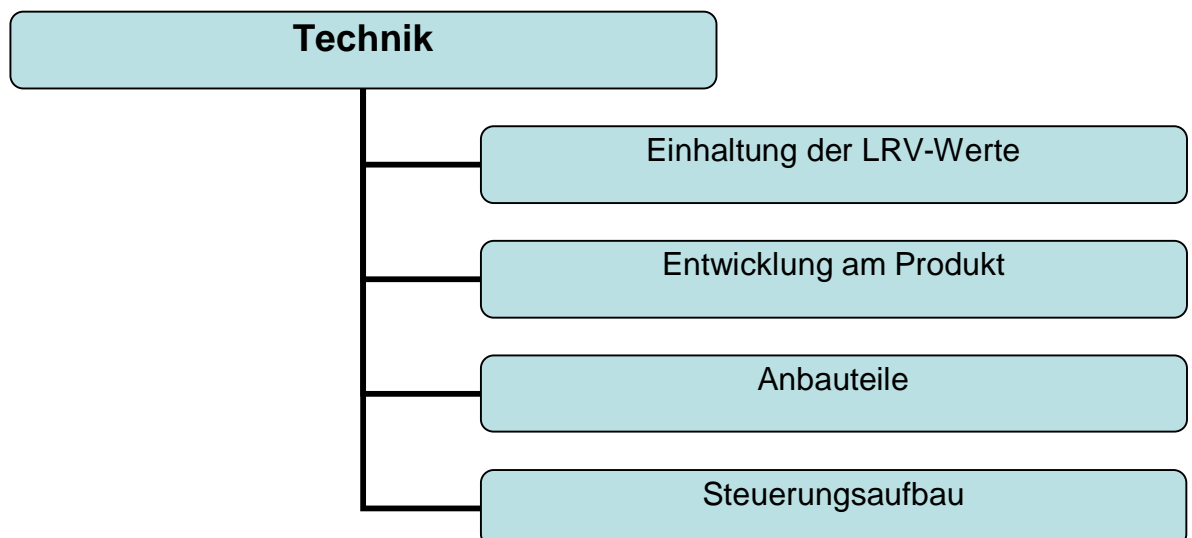 Technik
Einhaltung der LRV-Werte
Entwicklung am Produkt
Anbauteile
Steuerungsaufbau